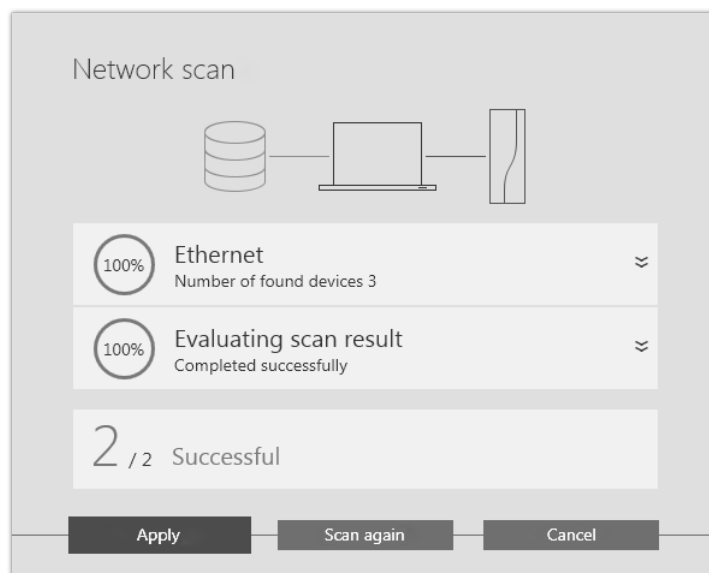 Network scan
100%
Ethernet
Number of found devices 3
100%
Evaluating scan result
Completed successfully
2 / 2 Successful
Apply
Scan again
Cancel